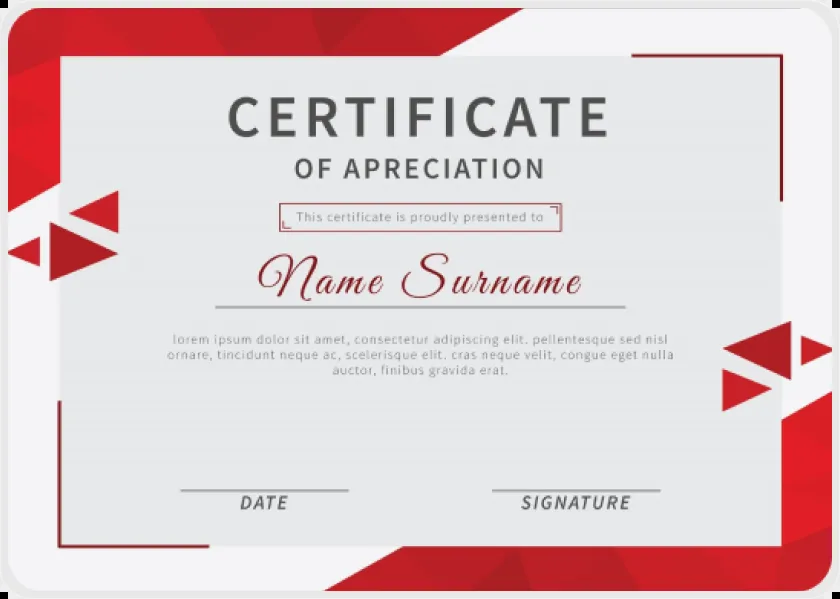 CERTIFICATE
OF APRECIATION
This certificate is proudly presented to
Name Surname
lorem ipsum dolor sit amet, consectetur adipiscing elit. pellentesque sed nisl
ornare, tincidunt neque ac, scelerisque elit. cras neque velit, congue eget nulla
auctor, finibus gravida erat.
DATE
SIGNATURE